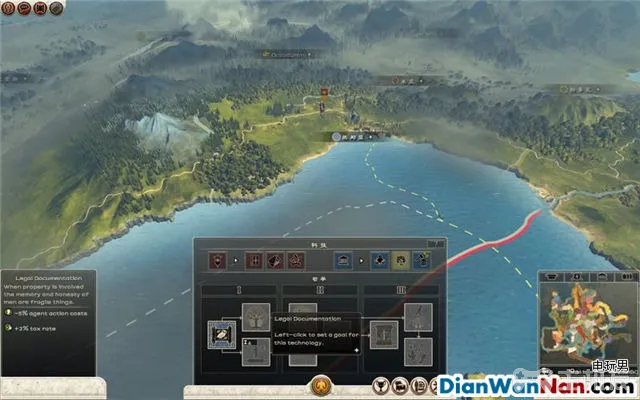 科技
哲学
I
II
III
Legal Documentation
When property is involved
the memory and honesty of
men are fragile things.
-5% agent action costs
+2% tax rate
Legal Documentation
Left-click to set a goal for
this technology.
电玩男
DianWanNan.com